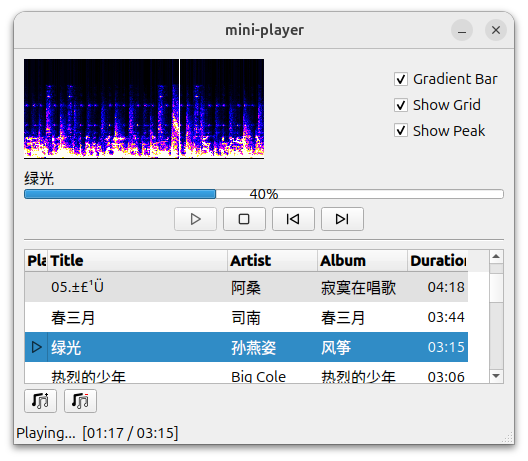 mini-player
Gradient Bar
Show Grid
Show Peak
绿光
40%
Pla Title Artist Album Duration
05.±£¹Ü 阿桑 寂寞在唱歌 04:18
春三月 司南 春三月 03:44
绿光 孙燕姿 风筝 03:15
热烈的少年 Big Cole 热烈的少年 03:06
Playing... [01:17 / 03:15]